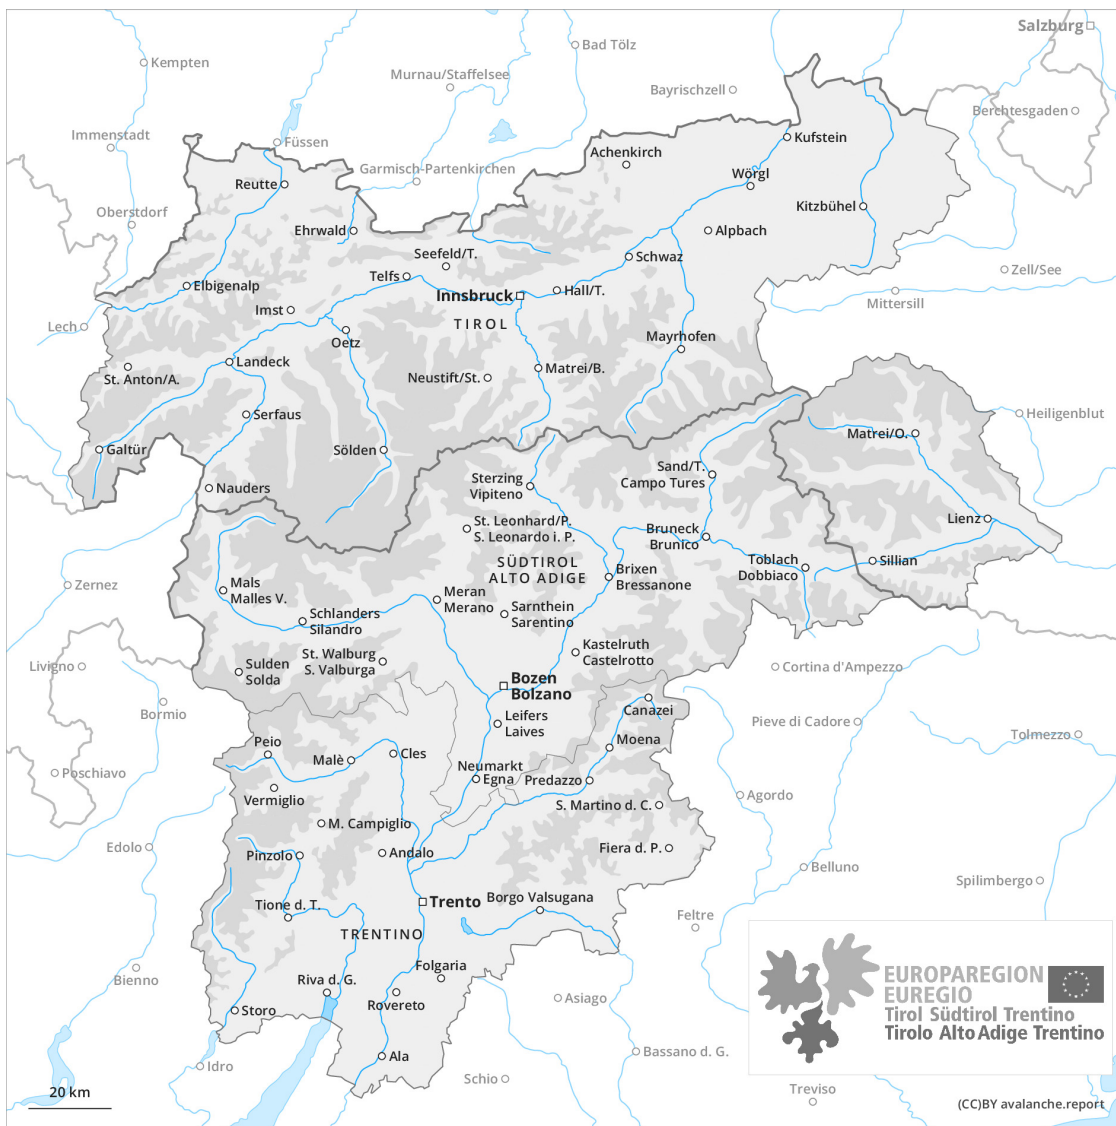 Salzburg
Bad Tölz
Kempten
Murnau/Staffelsee
Bayrischzell
Berchtesgaden
Immenstadt
Füssen
Kufstein
Achenkirch
Garmisch-Partenkirchen
Wörgl
Reutte
Oberstdorf
Kitzbühel
Ehrwald
Alpbach
Seefeld/T.
Schwaz
Zell/See
Telfs
Elbigenalp
Innsbruck
Hall/T.
Mittersill
Imst
Lech
TIROL
Oetz
Mayrhofen
Landeck
St. Anton/A.
Neustift/St.
Matrei/B.
Serfaus
Heiligenblut
Matrei/O.
Galtür
Sölden
Sand/T.
Campo Tures
Sterzing
Vipiteno
Nauders
Lienz
St. Leonhard/P.
S. Leonardo i. P.
Bruneck
Brunico
SÜDTIROL
ALTO ADIGE
Toblach
Dobbiaco
Sillian
Brixen
Bressanone
Zernez
Mals
Malles V.
Meran
Merano
Schlanders
Silandro
Sarnthein
Sarentino
Kastelruth
Castelrotto
St. Walburg
S. Valburga
Livigno
Sulden
Solda
Cortina d'Ampezzo
Bozen
Bolzano
Bormio
Canazei
Leifers
Laives
Pieve di Cadore
Tolmezzo
Peio
Moena
Malè
Cles
Neumarkt
Egna
Predazzo
Poschiavo
Vermiglio
S. Martino d. C.
Agordo
M. Campiglio
Edolo
Pinzolo
Andalo
Fiera d. P.
Belluno
Spilimbergo
Tione d. T.
Trento
Borgo Valsugana
Feltre
TRENTINO
Folgaria
Bienno
Riva d. G.
Rovereto
Asiago
Storo
EUROPAREGION
EUREGIO
Tirol Südtirol Trentino
Tirolo Alto Adige Trentino
Ala
Bassano d. G.
Idro
Schio
Treviso
20 km
(CC)BY avalanche.report